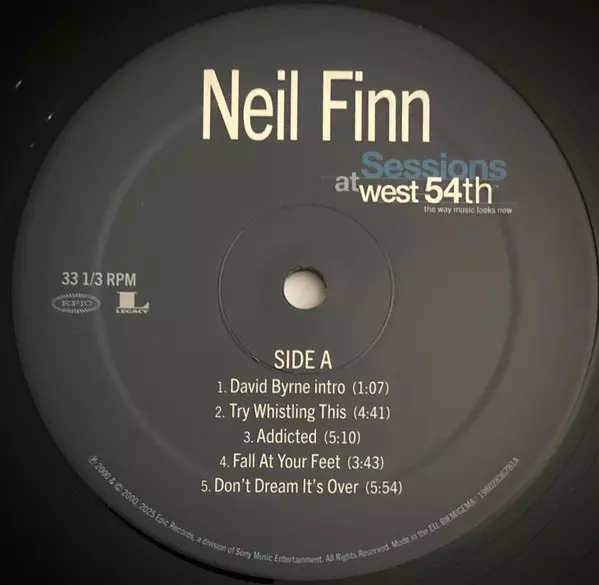 Neil Finn
Sessions
at west 54th™
the way music looks now
33 1/3 RPM
EPIC
L
LEGACY
SIDE A
1. David Byrne intro (1:07)
2. Try Whistling This (4:41)
3. Addicted (5:10)
4. Fall At Your Feet (3:43)
5. Don't Dream It's Over (5:54)
℗ 2000 & © 2000, 2025 Epic Records, a division of Sony Music Entertainment. All Rights Reserved. Made in the EU. BIEM/GEMA